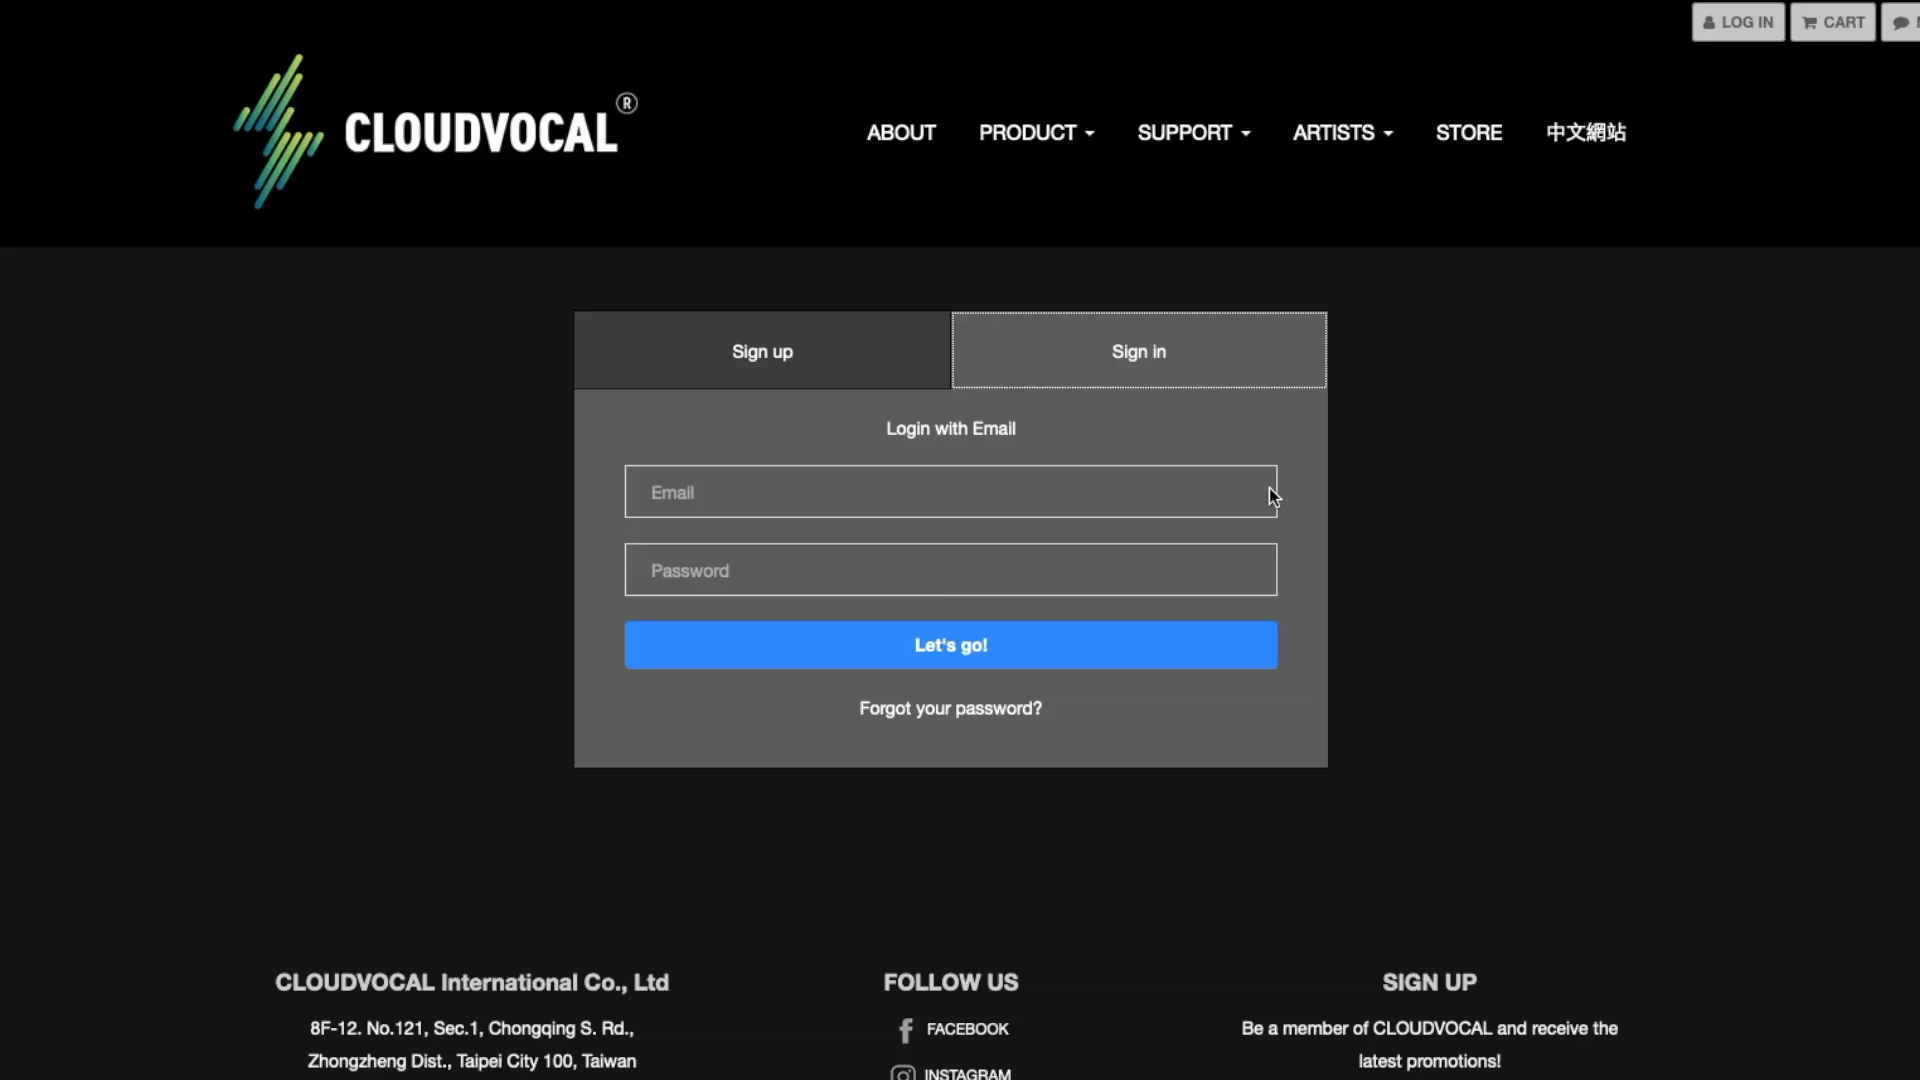 LOG IN
CART
CLOUDVOCAL®
ABOUT
PRODUCT
SUPPORT
ARTISTS
STORE
中文網站
Sign up
Sign in
Login with Email
Email
Password
Let's go!
Forgot your password?
CLOUDVOCAL International Co., Ltd
8F-12. No.121, Sec.1, Chongqing S. Rd.,
Zhongzheng Dist., Taipei City 100, Taiwan
FOLLOW US
FACEBOOK
INSTAGRAM
SIGN UP
Be a member of CLOUDVOCAL and receive the
latest promotions!